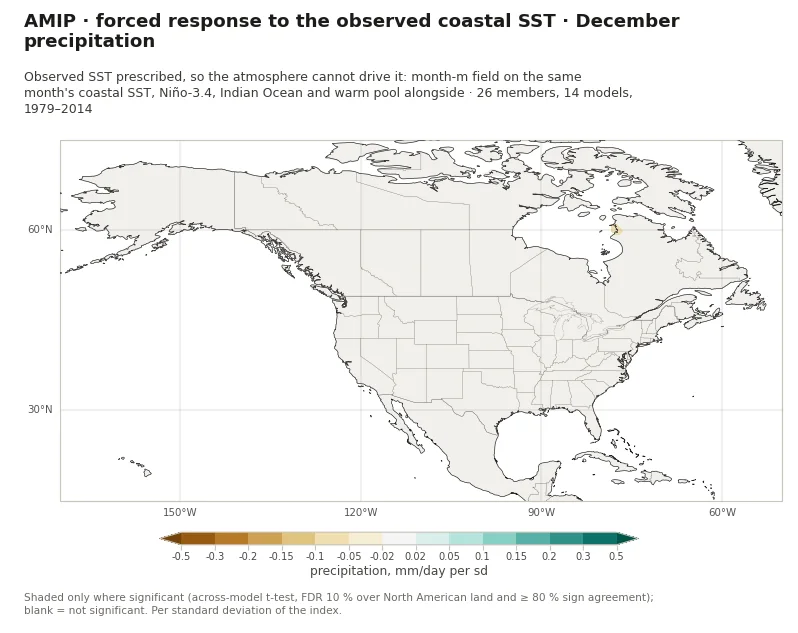 AMIP · forced response to the observed coastal SST · December
precipitation
Observed SST prescribed, so the atmosphere cannot drive it: month-m field on the same
month's coastal SST, Niño-3.4, Indian Ocean and warm pool alongside · 26 members, 14 models,
1979–2014
60°N
30°N
150°W 120°W 90°W 60°W
-0.5 -0.3 -0.2 -0.15 -0.1 -0.05 -0.02 0.02 0.05 0.1 0.15 0.2 0.3 0.5
precipitation, mm/day per sd
Shaded only where significant (across-model t-test, FDR 10 % over North American land and ≥ 80 % sign agreement);
blank = not significant. Per standard deviation of the index.